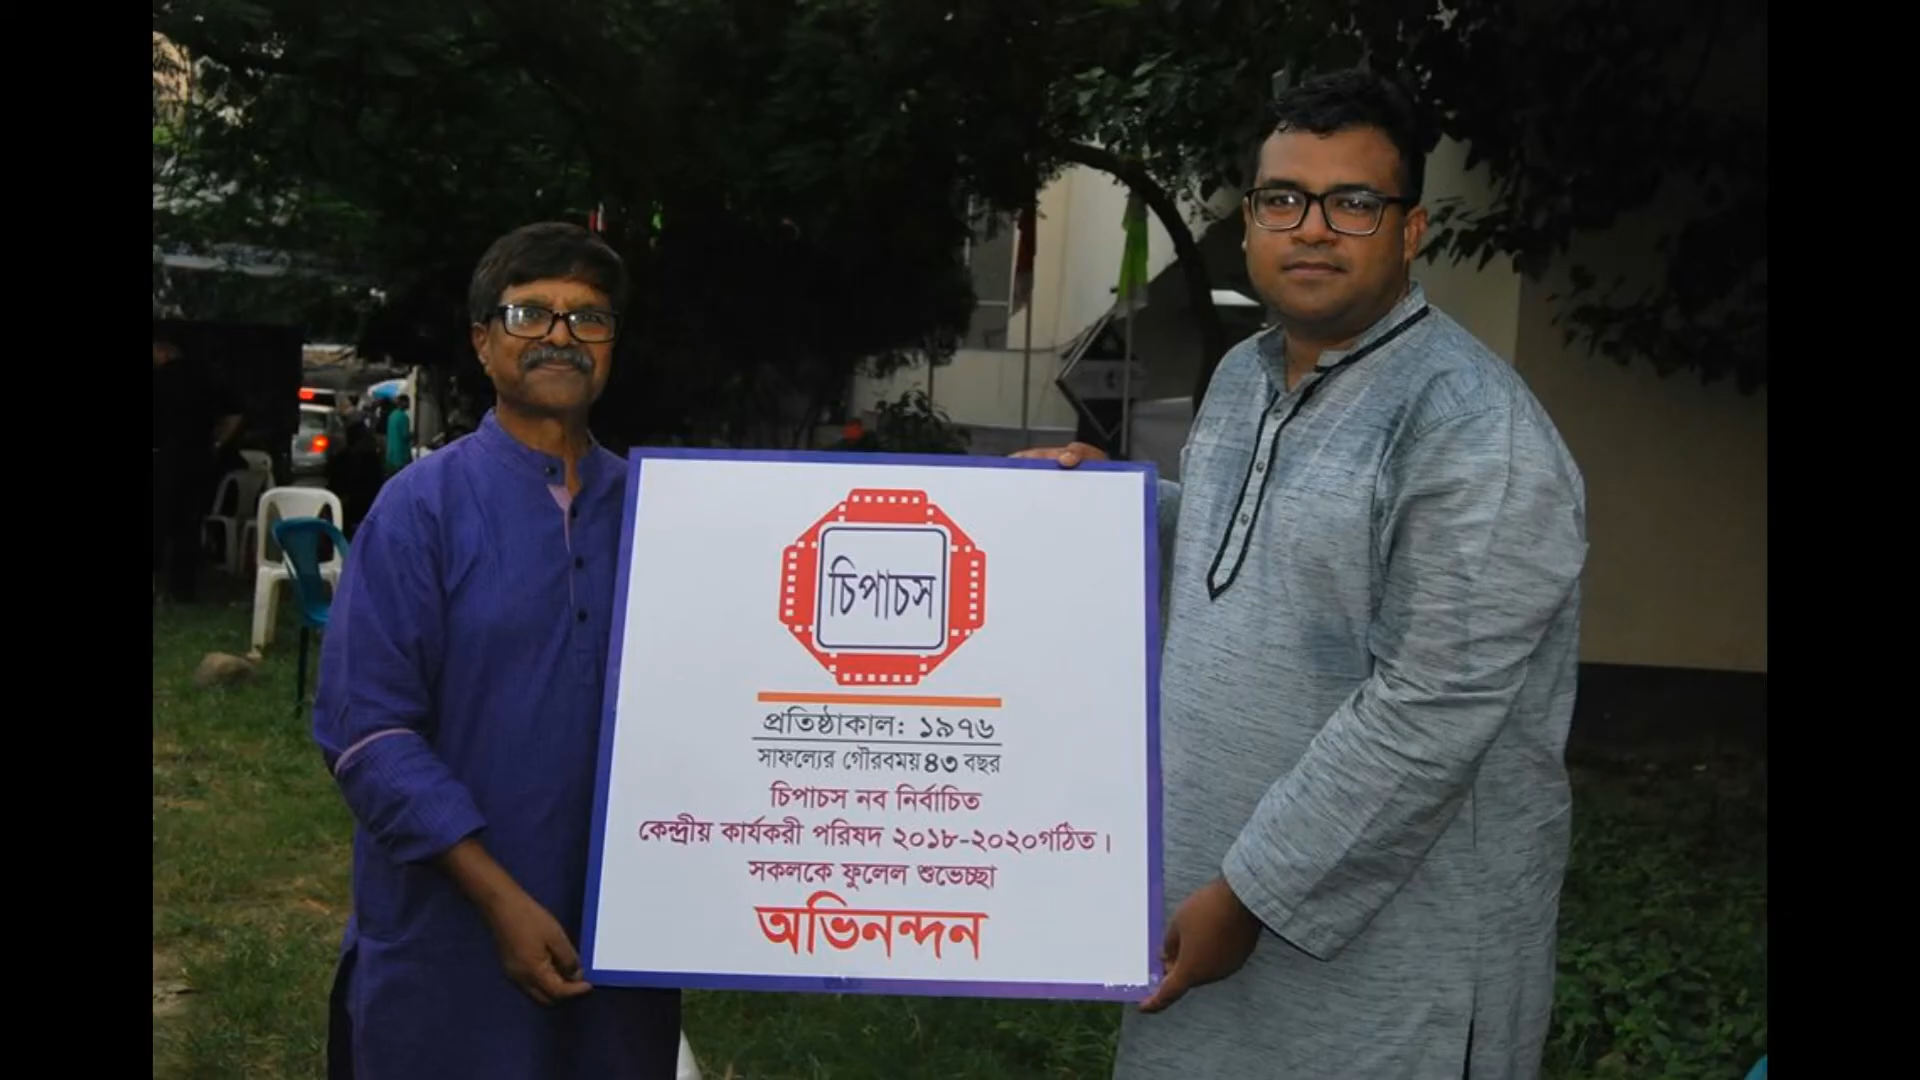 চিপাচস
প্রতিষ্ঠাকাল: ১৯৭৬
সাফল্যের গৌরবময় ৪৩ বছর
চিপাচস নব নির্বাচিত
কেন্দ্রীয় কার্যকরী পরিষদ ২০১৮-২০২০গঠিত।
সকলকে ফুলেল শুভেচ্ছা
অভিনন্দন